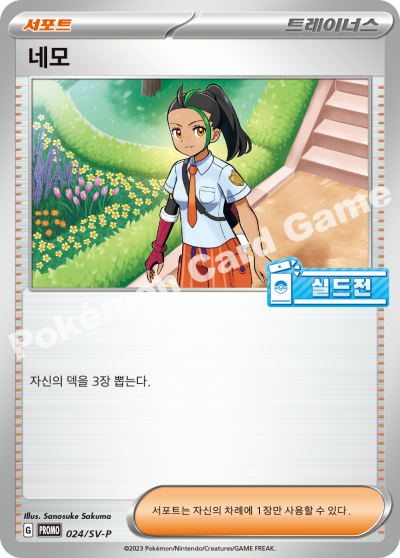 서포트
트레이너스
네모
Pokémon Card Game
실드전
자신의 덱을 3장 뽑는다.
Illus. Sanosuke Sakuma
G PROMO 024/SV-P
서포트는 자신의 차례에 1장만 사용할 수 있다.
©2023 Pokémon/Nintendo/Creatures/GAME FREAK.